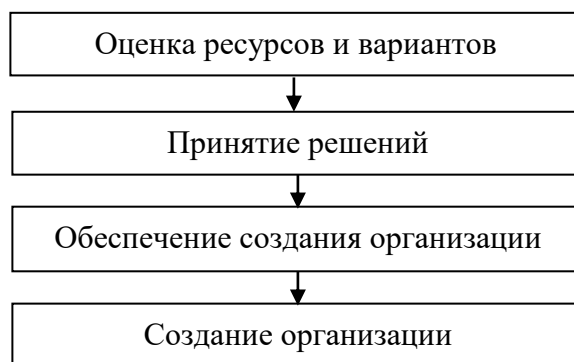 Оценка ресурсов и вариантов
Принятие решений
Обеспечение создания организации
Создание организации